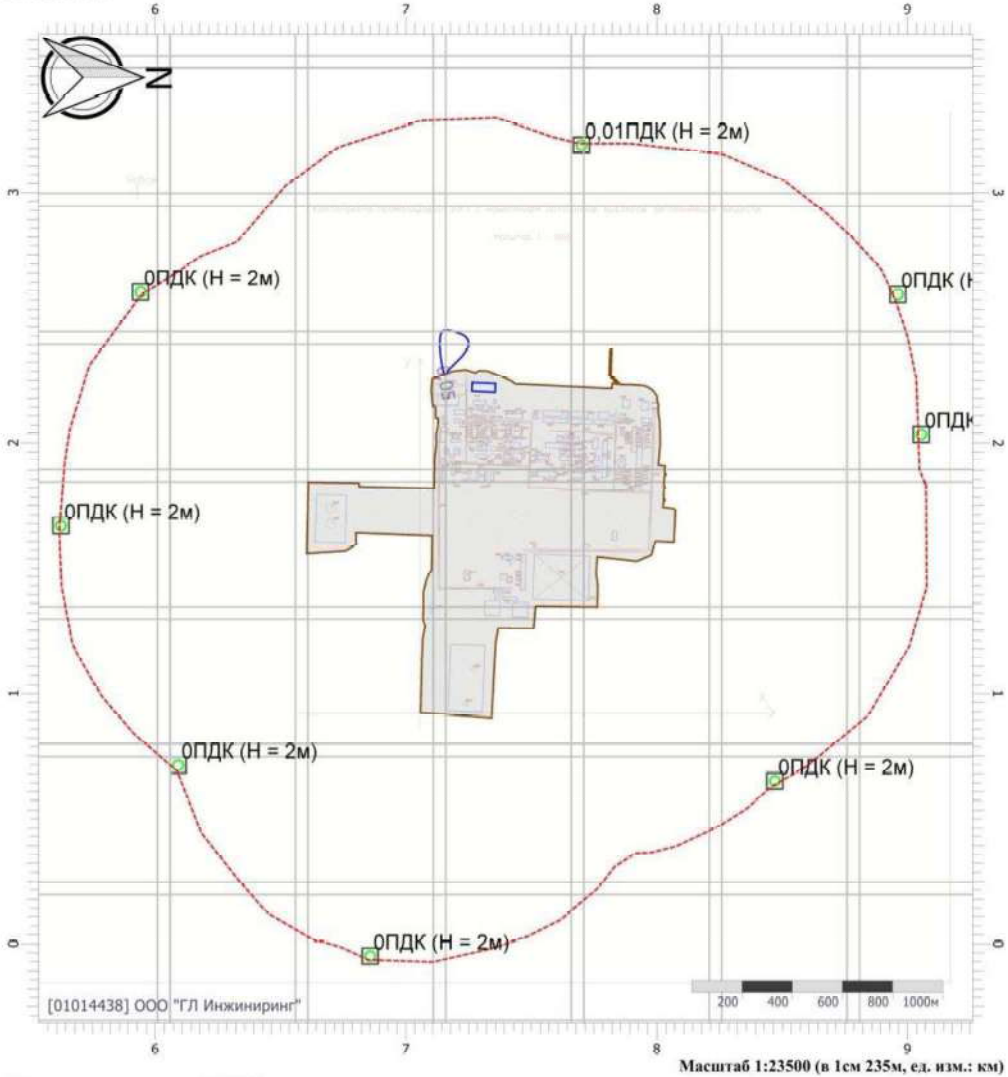 6 7 8 9
N
0,01ПДК (Н = 2м)
3 3
0ПДК (Н = 2м)
0ПДК (Н
0ПДК
2 2
0ПДК (Н = 2м)
1 1
0ПДК (Н = 2м)
0ПДК (Н = 2м)
0ПДК (Н = 2м)
0 0
[01014438] ООО "ГЛ Инжиниринг"
200 400 600 800 1000м
6 7 8 9
Масштаб 1:23500 (в 1см 235м, ед. изм.: км)